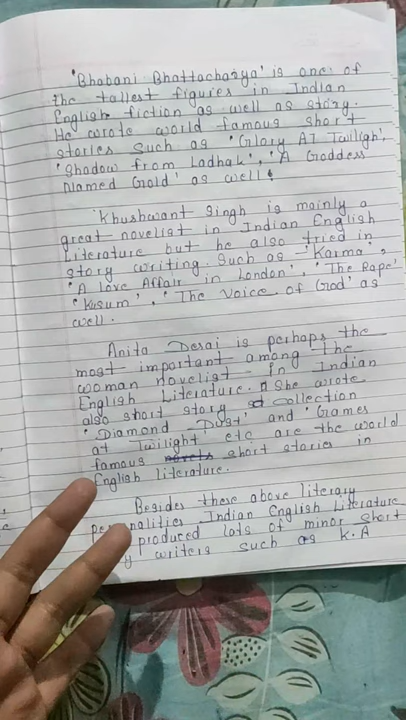 'Bhabani Bhattacharya' is one of
the tallest figures in Indian
English fiction as well as story.
He wrote world famous short
stories such as 'Glory AT Twiligh',
'Shadow from Ladhak', 'A Goddess
Named Gold' as well.
Khushwant Singh is mainly a
great novelist in Indian English
Literature but he also tried in
story writing. Such as 'Karma',
'A love Affair in London', 'The Rape'
'Kusum', 'The Voice of God' as
well.
Anita Desai is perhaps the
most important among the
woman novelist in Indian
English Literature. She wrote
also short story collection
'Diamond Dust' and 'Games
at Twilight' etc are the world
famous short stories in
English literature.
Besides these above literary
Indian English Literature
produced lots of minor short
writers such as K.A